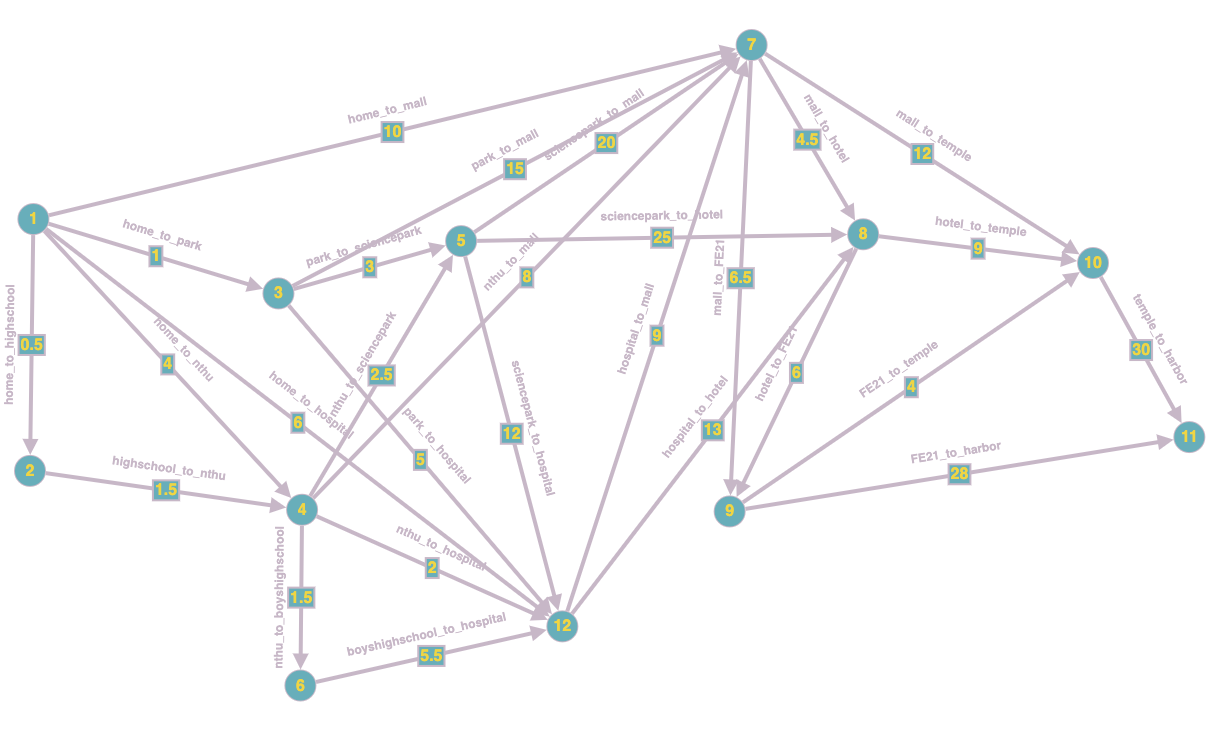 7
home_to_mall
10
mall_to_hotel
4.5
mall_to_temple
12
park_to_mall
15
sciencepark_to_mall
20
1
home_to_park
1
park_to_sciencepark
3
5
sciencepark_to_hotel
25
8
hotel_to_temple
9
10
3
nthu_to_mall
8
mall_to_FE21
6.5
home_to_highschool
0.5
home_to_nthu
4
home_to_hospital
6
nthu_to_sciencepark
2.5
park_to_hospital
5
sciencepark_to_hospital
12
hospital_to_mall
9
hospital_to_hotel
13
hotel_to_FE21
6
FE21_to_temple
4
temple_to_harbor
30
11
2
highschool_to_nthu
1.5
4
FE21_to_harbor
28
9
nthu_to_boyshighschool
1.5
nthu_to_hospital
2
12
boyshighschool_to_hospital
5.5
6